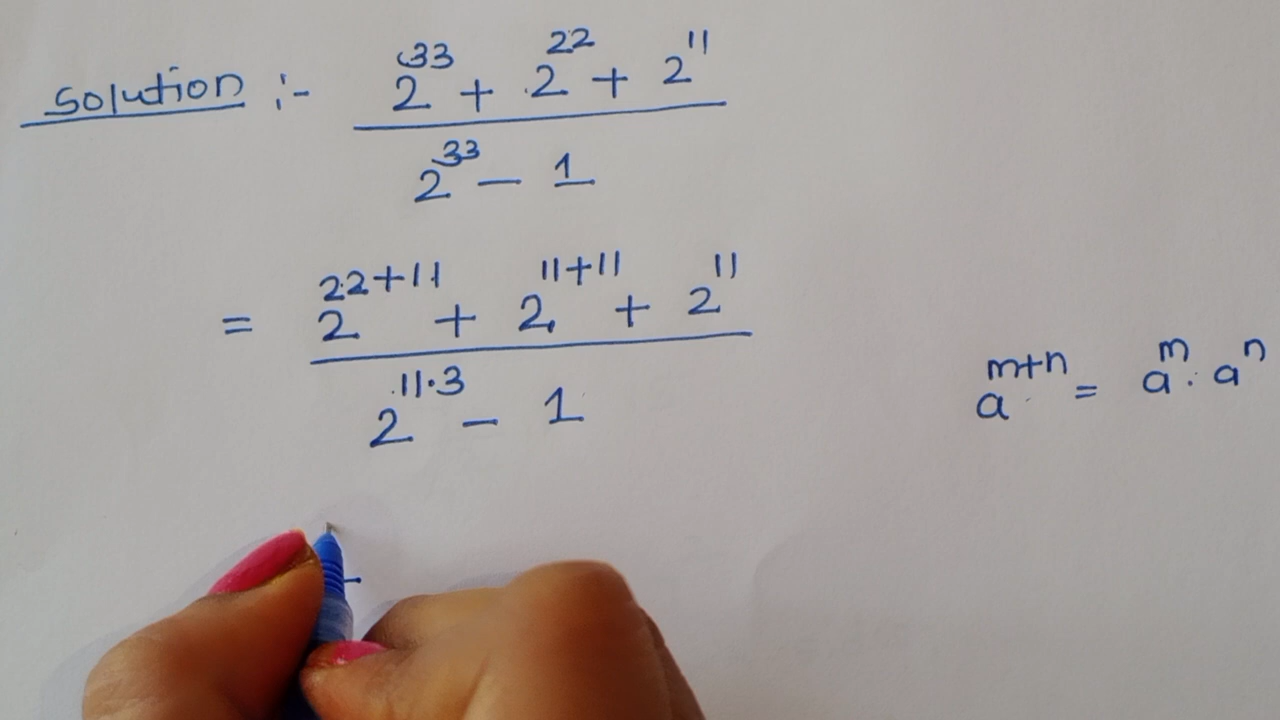 Solution :- 2^33 + 2^22 + 2^11
2^33 - 1
= 2^22+11 + 2^11+11 + 2^11
2^11·3 - 1
a^m+n = a^m · a^n